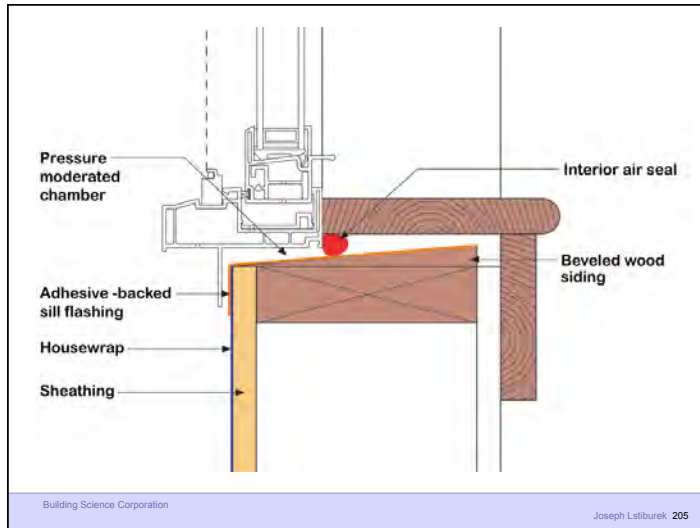 Pressure
moderated
chamber
Interior air seal
Beveled wood
siding
Adhesive -backed
sill flashing
Housewrap
Sheathing
Building Science Corporation
Joseph Lstiburek 205